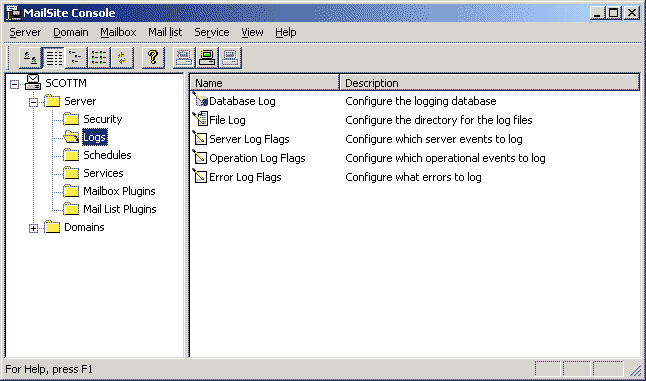 MailSite Console
Server Domain Mailbox Mail list Service View Help
SCOTTM
Server
Security
Logs
Schedules
Services
Mailbox Plugins
Mail List Plugins
Domains
Name Description
Database Log Configure the logging database
File Log Configure the directory for the log files
Server Log Flags Configure which server events to log
Operation Log Flags Configure which operational events to log
Error Log Flags Configure what errors to log
For Help, press F1